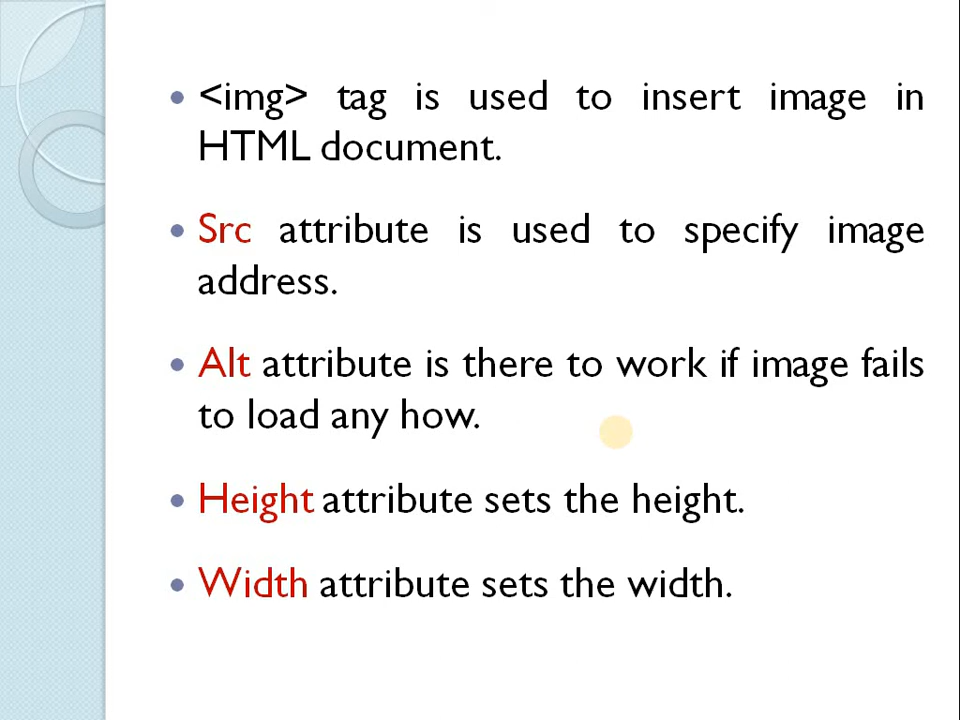 • <img> tag is used to insert image in
HTML document.
• Src attribute is used to specify image
address.
• Alt attribute is there to work if image fails
to load any how.
• Height attribute sets the height.
• Width attribute sets the width.